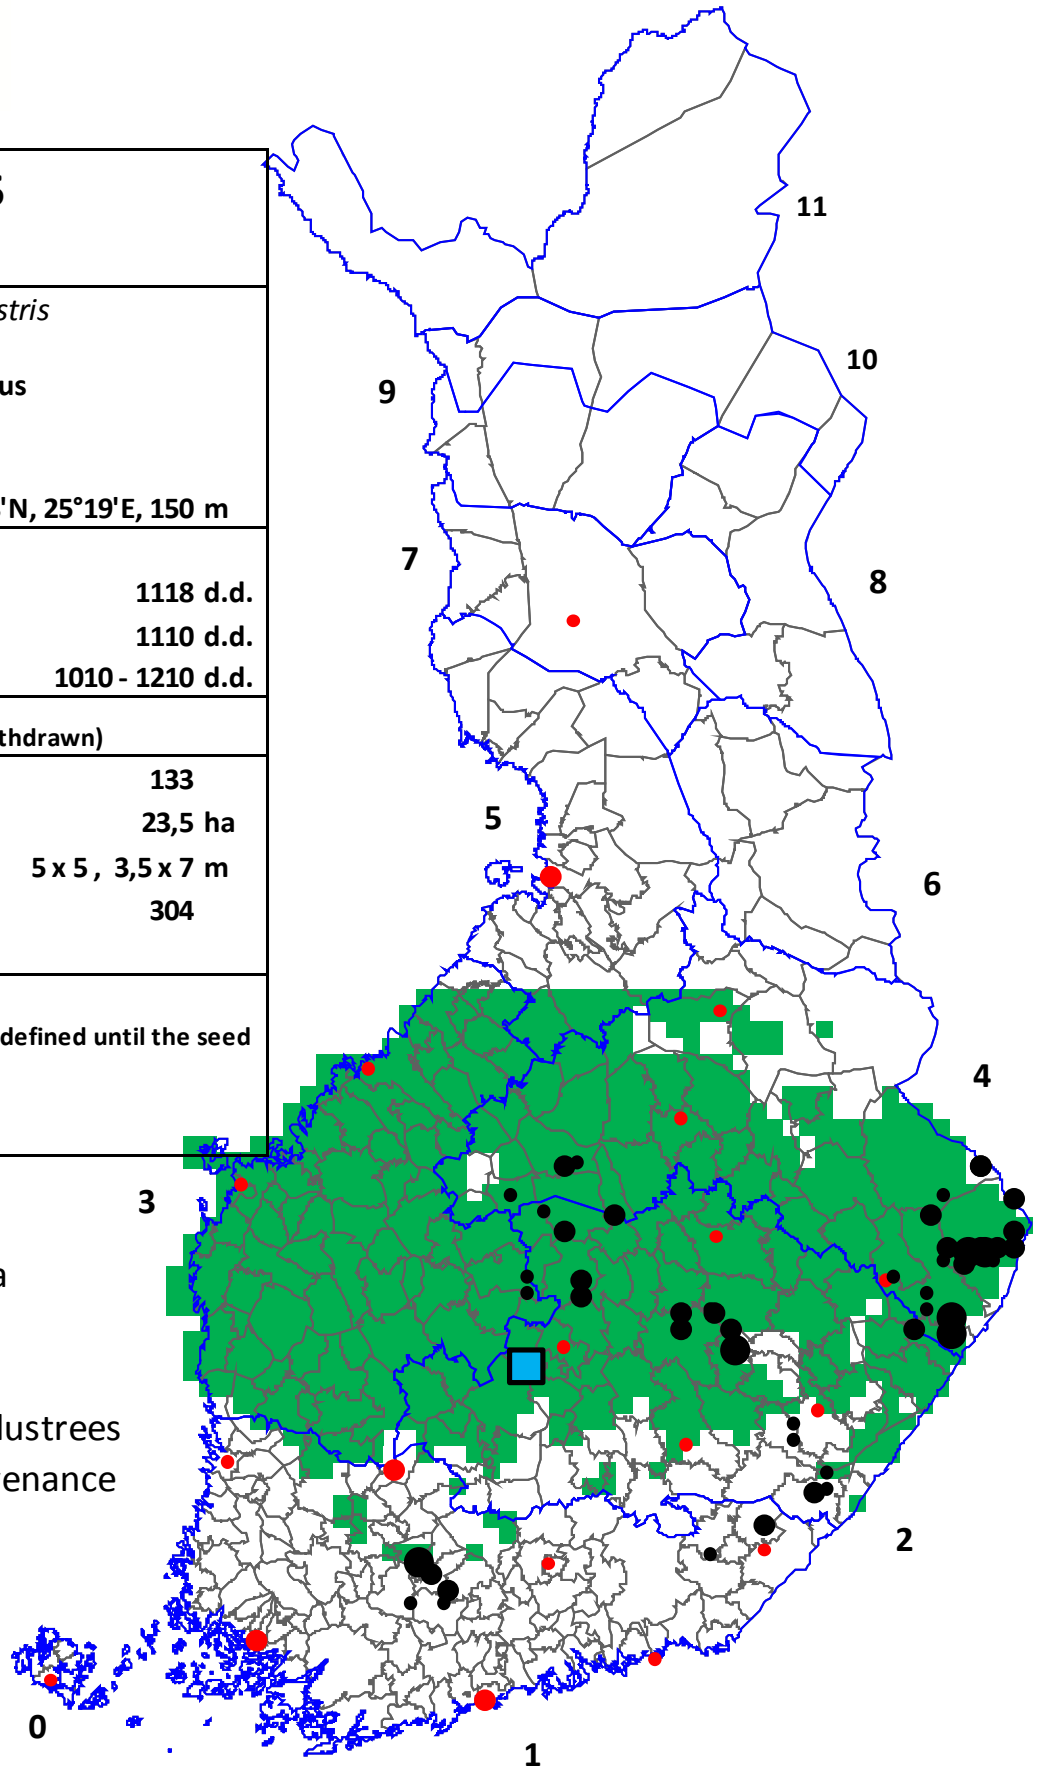 stris
us
'N, 25°19'E, 150 m
1118 d.d.
1110 d.d.
1010 - 1210 d.d.
thdrawn)
133
23,5 ha
5 x 5 , 3,5 x 7 m
304
defined until the seed
a
lustrees
enance
11
10
9
8
7
6
5
4
3
2
1
0